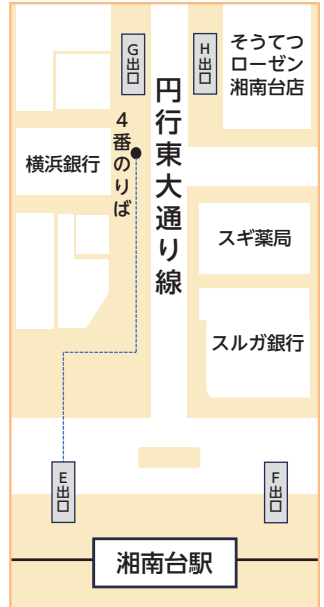 G出口
H出口
そうてつ
ローゼン
湘南台店
円行東大通り線
4番のりば
横浜銀行
スギ薬局
スルガ銀行
E出口
F出口
湘南台駅